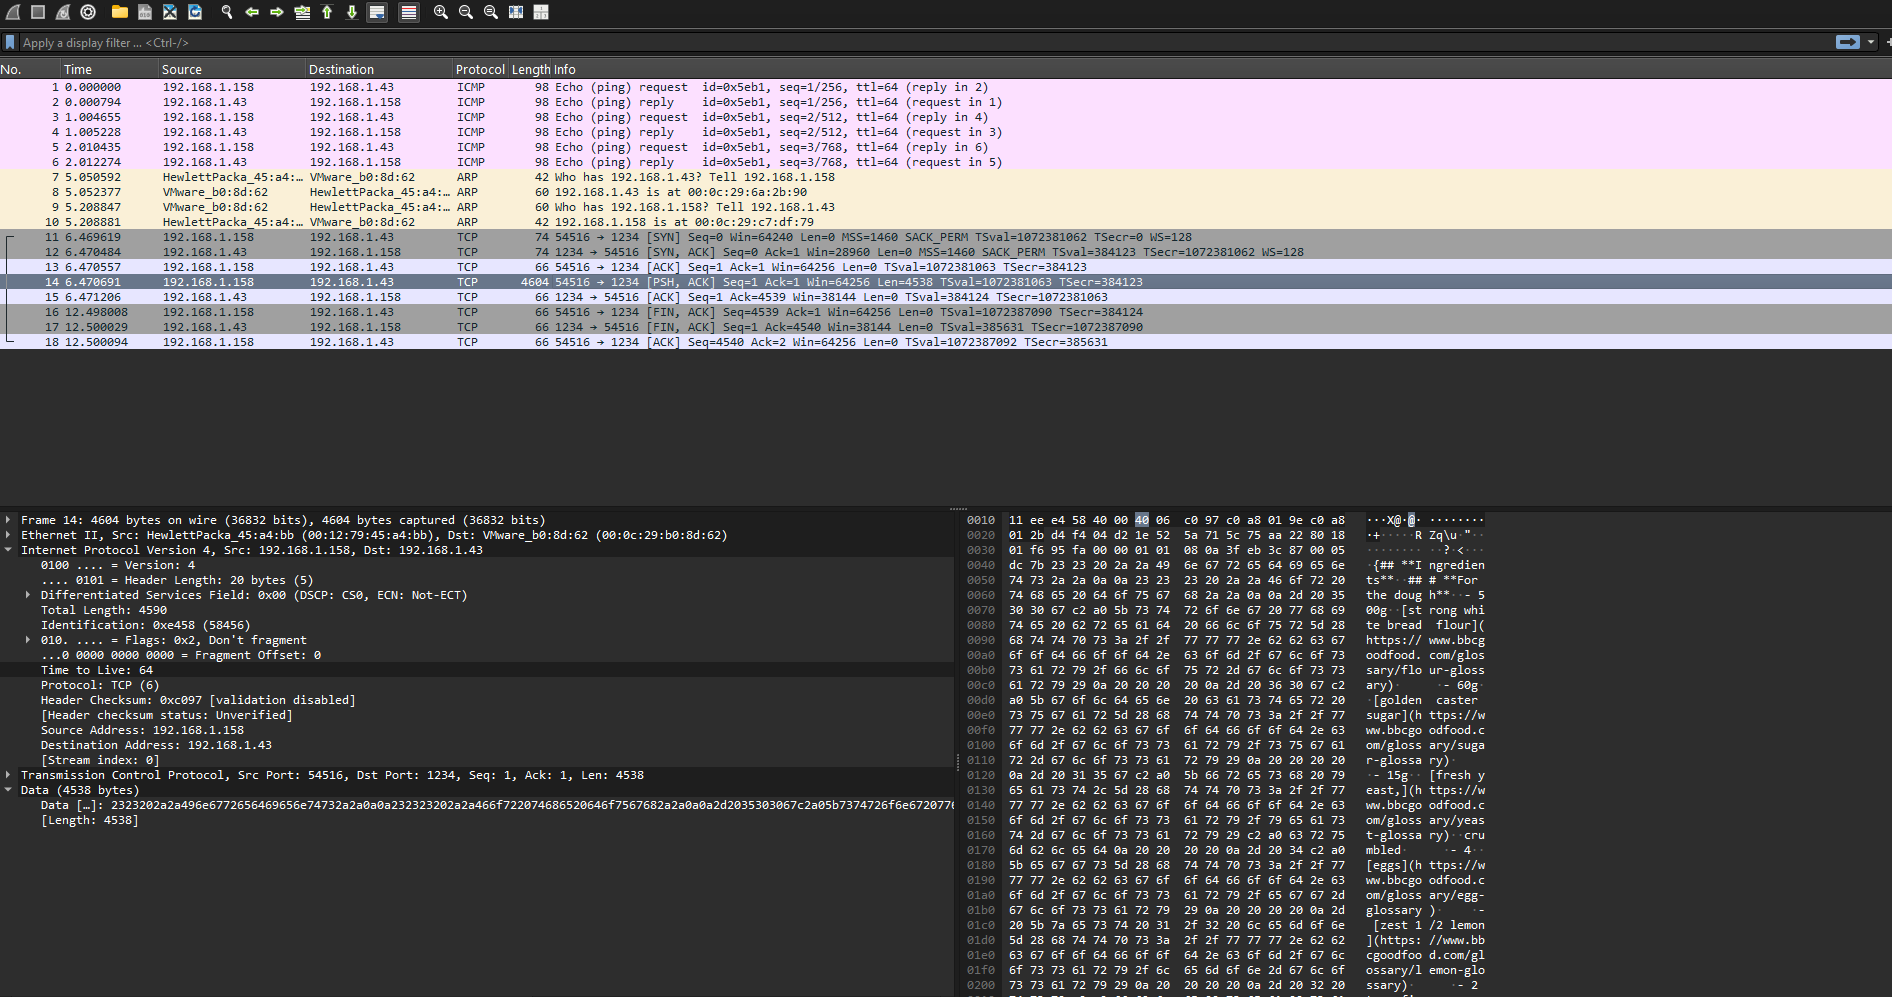 Apply a display filter ... <Ctrl-/>
No. Time Source Destination Protocol Length Info
1 0.000000 192.168.1.158 192.168.1.43 ICMP 98 Echo (ping) request id=0x5eb1, seq=1/256, ttl=64 (reply in 2)
2 0.000794 192.168.1.43 192.168.1.158 ICMP 98 Echo (ping) reply id=0x5eb1, seq=1/256, ttl=64 (request in 1)
3 1.004655 192.168.1.158 192.168.1.43 ICMP 98 Echo (ping) request id=0x5eb1, seq=2/512, ttl=64 (reply in 4)
4 1.005228 192.168.1.43 192.168.1.158 ICMP 98 Echo (ping) reply id=0x5eb1, seq=2/512, ttl=64 (request in 3)
5 2.010435 192.168.1.158 192.168.1.43 ICMP 98 Echo (ping) request id=0x5eb1, seq=3/768, ttl=64 (reply in 6)
6 2.012274 192.168.1.43 192.168.1.158 ICMP 98 Echo (ping) reply id=0x5eb1, seq=3/768, ttl=64 (request in 5)
7 5.050592 HewlettPacka_45:a4:… VMware_b0:8d:62 ARP 42 Who has 192.168.1.43? Tell 192.168.1.158
8 5.052377 VMware_b0:8d:62 HewlettPacka_45:a4:… ARP 60 192.168.1.43 is at 00:0c:29:6a:2b:90
9 5.208847 VMware_b0:8d:62 HewlettPacka_45:a4:… ARP 60 Who has 192.168.1.158? Tell 192.168.1.43
10 5.208881 HewlettPacka_45:a4:… VMware_b0:8d:62 ARP 42 192.168.1.158 is at 00:0c:29:c7:df:79
11 6.469619 192.168.1.158 192.168.1.43 TCP 74 54516 → 1234 [SYN] Seq=0 Win=64240 Len=0 MSS=1460 SACK_PERM TSval=1072381062 TSecr=0 WS=128
12 6.470484 192.168.1.43 192.168.1.158 TCP 74 1234 → 54516 [SYN, ACK] Seq=0 Ack=1 Win=28960 Len=0 MSS=1460 SACK_PERM TSval=384123 TSecr=1072381062 WS=128
13 6.470557 192.168.1.158 192.168.1.43 TCP 66 54516 → 1234 [ACK] Seq=1 Ack=1 Win=64256 Len=0 TSval=1072381063 TSecr=384123
14 6.470691 192.168.1.158 192.168.1.43 TCP 4604 54516 → 1234 [PSH, ACK] Seq=1 Ack=1 Win=64256 Len=4538 TSval=1072381063 TSecr=384123
15 6.471206 192.168.1.43 192.168.1.158 TCP 66 1234 → 54516 [ACK] Seq=1 Ack=4539 Win=38144 Len=0 TSval=384124 TSecr=1072381063
16 12.498008 192.168.1.158 192.168.1.43 TCP 66 54516 → 1234 [FIN, ACK] Seq=4539 Ack=1 Win=64256 Len=0 TSval=1072387090 TSecr=384124
17 12.500029 192.168.1.43 192.168.1.158 TCP 66 1234 → 54516 [FIN, ACK] Seq=1 Ack=4540 Win=38144 Len=0 TSval=385631 TSecr=1072387090
18 12.500094 192.168.1.158 192.168.1.43 TCP 66 54516 → 1234 [ACK] Seq=4540 Ack=2 Win=64256 Len=0 TSval=1072387092 TSecr=385631
Frame 14: 4604 bytes on wire (36832 bits), 4604 bytes captured (36832 bits)
Ethernet II, Src: HewlettPacka_45:a4:bb (00:12:79:45:a4:bb), Dst: VMware_b0:8d:62 (00:0c:29:b0:8d:62)
Internet Protocol Version 4, Src: 192.168.1.158, Dst: 192.168.1.43
0100 .... = Version: 4
.... 0101 = Header Length: 20 bytes (5)
Differentiated Services Field: 0x00 (DSCP: CS0, ECN: Not-ECT)
Total Length: 4590
Identification: 0xe458 (58456)
010. .... = Flags: 0x2, Don't fragment
...0 0000 0000 0000 = Fragment Offset: 0
Time to Live: 64
Protocol: TCP (6)
Header Checksum: 0xc097 [validation disabled]
[Header checksum status: Unverified]
Source Address: 192.168.1.158
Destination Address: 192.168.1.43
[Stream index: 0]
Transmission Control Protocol, Src Port: 54516, Dst Port: 1234, Seq: 1, Ack: 1, Len: 4538
Data (4538 bytes)
Data […]: 2323202a2a496e6772656469656e74732a2a0a0a232323202a2a466f722074686520646f7567682a2a0a0a2d2035303067c2a05b7374726f6e672077
[Length: 4538]
0010 11 ee e4 58 40 00 40 06 c0 97 c0 a8 01 9e c0 a8 ···X@·@· ········
0020 01 2b d4 f4 04 d2 1e 52 5a 71 5c 75 aa 22 80 18 ·+·····R Zq\u·"··
0030 01 f6 95 fa 00 00 01 01 08 0a 3f eb 3c 87 00 05 ········ ··?·<···
0040 dc 7b 23 23 20 2a 2a 49 6e 67 72 65 64 69 65 6e ·{## **I ngredien
0050 74 73 2a 2a 0a 0a 23 23 23 20 2a 2a 46 6f 72 20 ts**··## # **For
0060 74 68 65 20 64 6f 75 67 68 2a 2a 0a 0a 2d 20 35 the doug h**··- 5
0070 30 30 67 c2 a0 5b 73 74 72 6f 6e 67 20 77 68 69 00g··[st rong whi
0080 74 65 20 62 72 65 61 64 20 66 6c 6f 75 72 5d 28 te bread flour](
0090 68 74 74 70 73 3a 2f 2f 77 77 77 2e 62 62 63 67 https:// www.bbcg
00a0 6f 6f 64 66 6f 6f 64 2e 63 6f 6d 2f 67 6c 6f 73 oodfood. com/glos
00b0 73 61 72 79 2f 66 6c 6f 75 72 2d 67 6c 6f 73 73 sary/flo ur-gloss
00c0 61 72 79 29 0a 20 20 20 20 0a 2d 20 36 30 67 c2 ary)· ·- 60g·
00d0 a0 5b 67 6f 6c 64 65 6e 20 63 61 73 74 65 72 20 ·[golden caster
00e0 73 75 67 61 72 5d 28 68 74 74 70 73 3a 2f 2f 77 sugar](h ttps://w
00f0 77 77 2e 62 62 63 67 6f 6f 64 66 6f 6f 64 2e 63 ww.bbcgo odfood.c
0100 6f 6d 2f 67 6c 6f 73 73 61 72 79 2f 73 75 67 61 om/gloss ary/suga
0110 72 2d 67 6c 6f 73 73 61 72 79 29 0a 20 20 20 20 r-glossa ry)·
0120 0a 2d 20 31 35 67 c2 a0 5b 66 72 65 73 68 20 79 ·- 15g·· [fresh y
0130 65 61 73 74 2c 5d 28 68 74 74 70 73 3a 2f 2f 77 east,](h ttps://w
0140 77 77 2e 62 62 63 67 6f 6f 64 66 6f 6f 64 2e 63 ww.bbcgo odfood.c
0150 6f 6d 2f 67 6c 6f 73 73 61 72 79 2f 79 65 61 73 om/gloss ary/yeas
0160 74 2d 67 6c 6f 73 73 61 72 79 29 c2 a0 63 72 75 t-glossa ry)··cru
0170 6d 62 6c 65 64 0a 20 20 20 20 0a 2d 20 34 c2 a0 mbled· ·- 4··
0180 5b 65 67 67 73 5d 28 68 74 74 70 73 3a 2f 2f 77 [eggs](h ttps://w
0190 77 77 2e 62 62 63 67 6f 6f 64 66 6f 6f 64 2e 63 ww.bbcgo odfood.c
01a0 6f 6d 2f 67 6c 6f 73 73 61 72 79 2f 65 67 67 2d om/gloss ary/egg-
01b0 67 6c 6f 73 73 61 72 79 29 0a 20 20 20 20 0a 2d glossary )· ·-
01c0 20 5b 7a 65 73 74 20 31 2f 32 20 6c 65 6d 6f 6e [zest 1 /2 lemon
01d0 5d 28 68 74 74 70 73 3a 2f 2f 77 77 77 2e 62 62 ](https: //www.bb
01e0 63 67 6f 6f 64 66 6f 6f 64 2e 63 6f 6d 2f 67 6c cgoodfoo d.com/gl
01f0 6f 73 73 61 72 79 2f 6c 65 6d 6f 6e 2d 67 6c 6f ossary/l emon-glo
0200 73 73 61 72 79 29 0a 20 20 20 20 0a 2d 20 32 20 ssary)· ·- 2